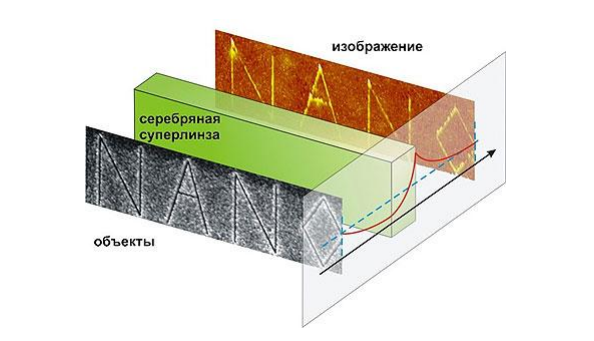 изображение
серебряная
суперлинза
NANO
NANO
объекты